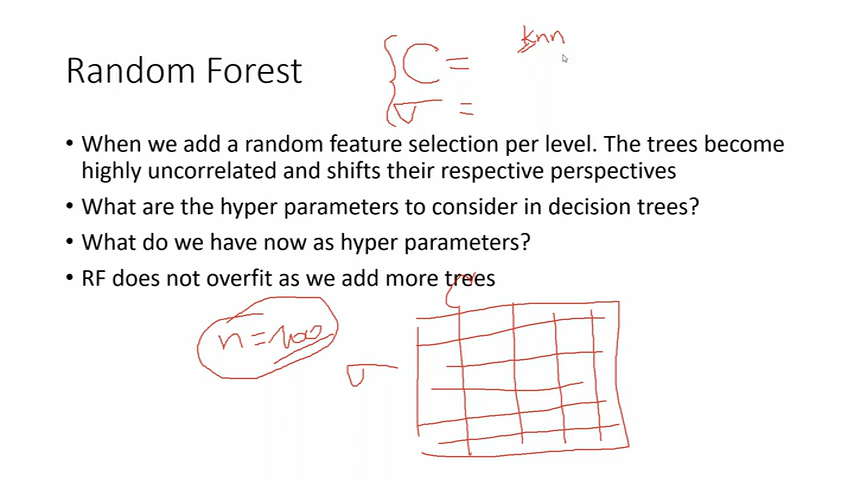 knn
C =
Random Forest
σ =
• When we add a random feature selection per level. The trees become
highly uncorrelated and shifts their respective perspectives
• What are the hyper parameters to consider in decision trees?
• What do we have now as hyper parameters?
• RF does not overfit as we add more trees
C
n = 100
σ